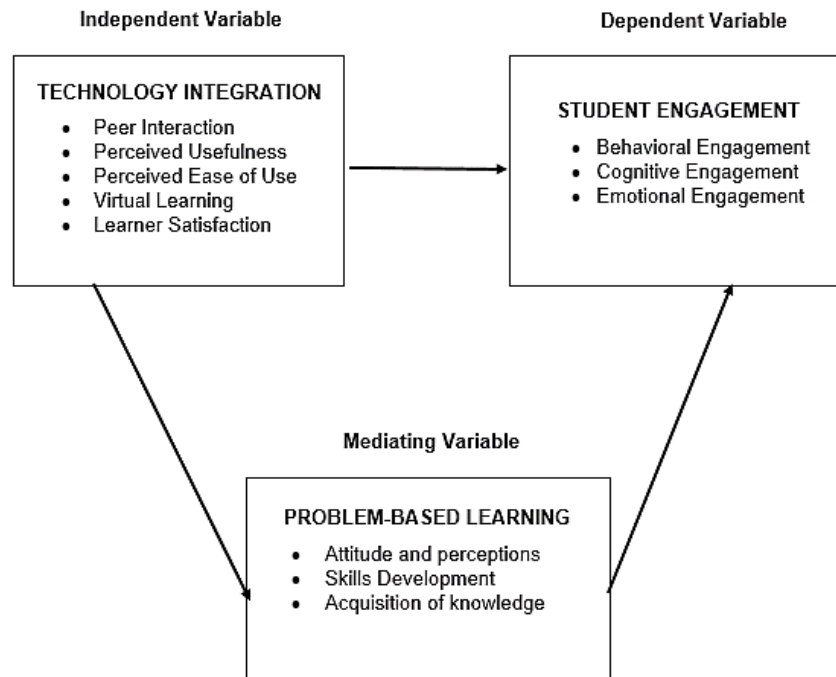 Independent Variable
TECHNOLOGY INTEGRATION
• Peer Interaction
• Perceived Usefulness
• Perceived Ease of Use
• Virtual Learning
• Learner Satisfaction
Dependent Variable
STUDENT ENGAGEMENT
• Behavioral Engagement
• Cognitive Engagement
• Emotional Engagement
Mediating Variable
PROBLEM-BASED LEARNING
• Attitude and perceptions
• Skills Development
• Acquisition of knowledge